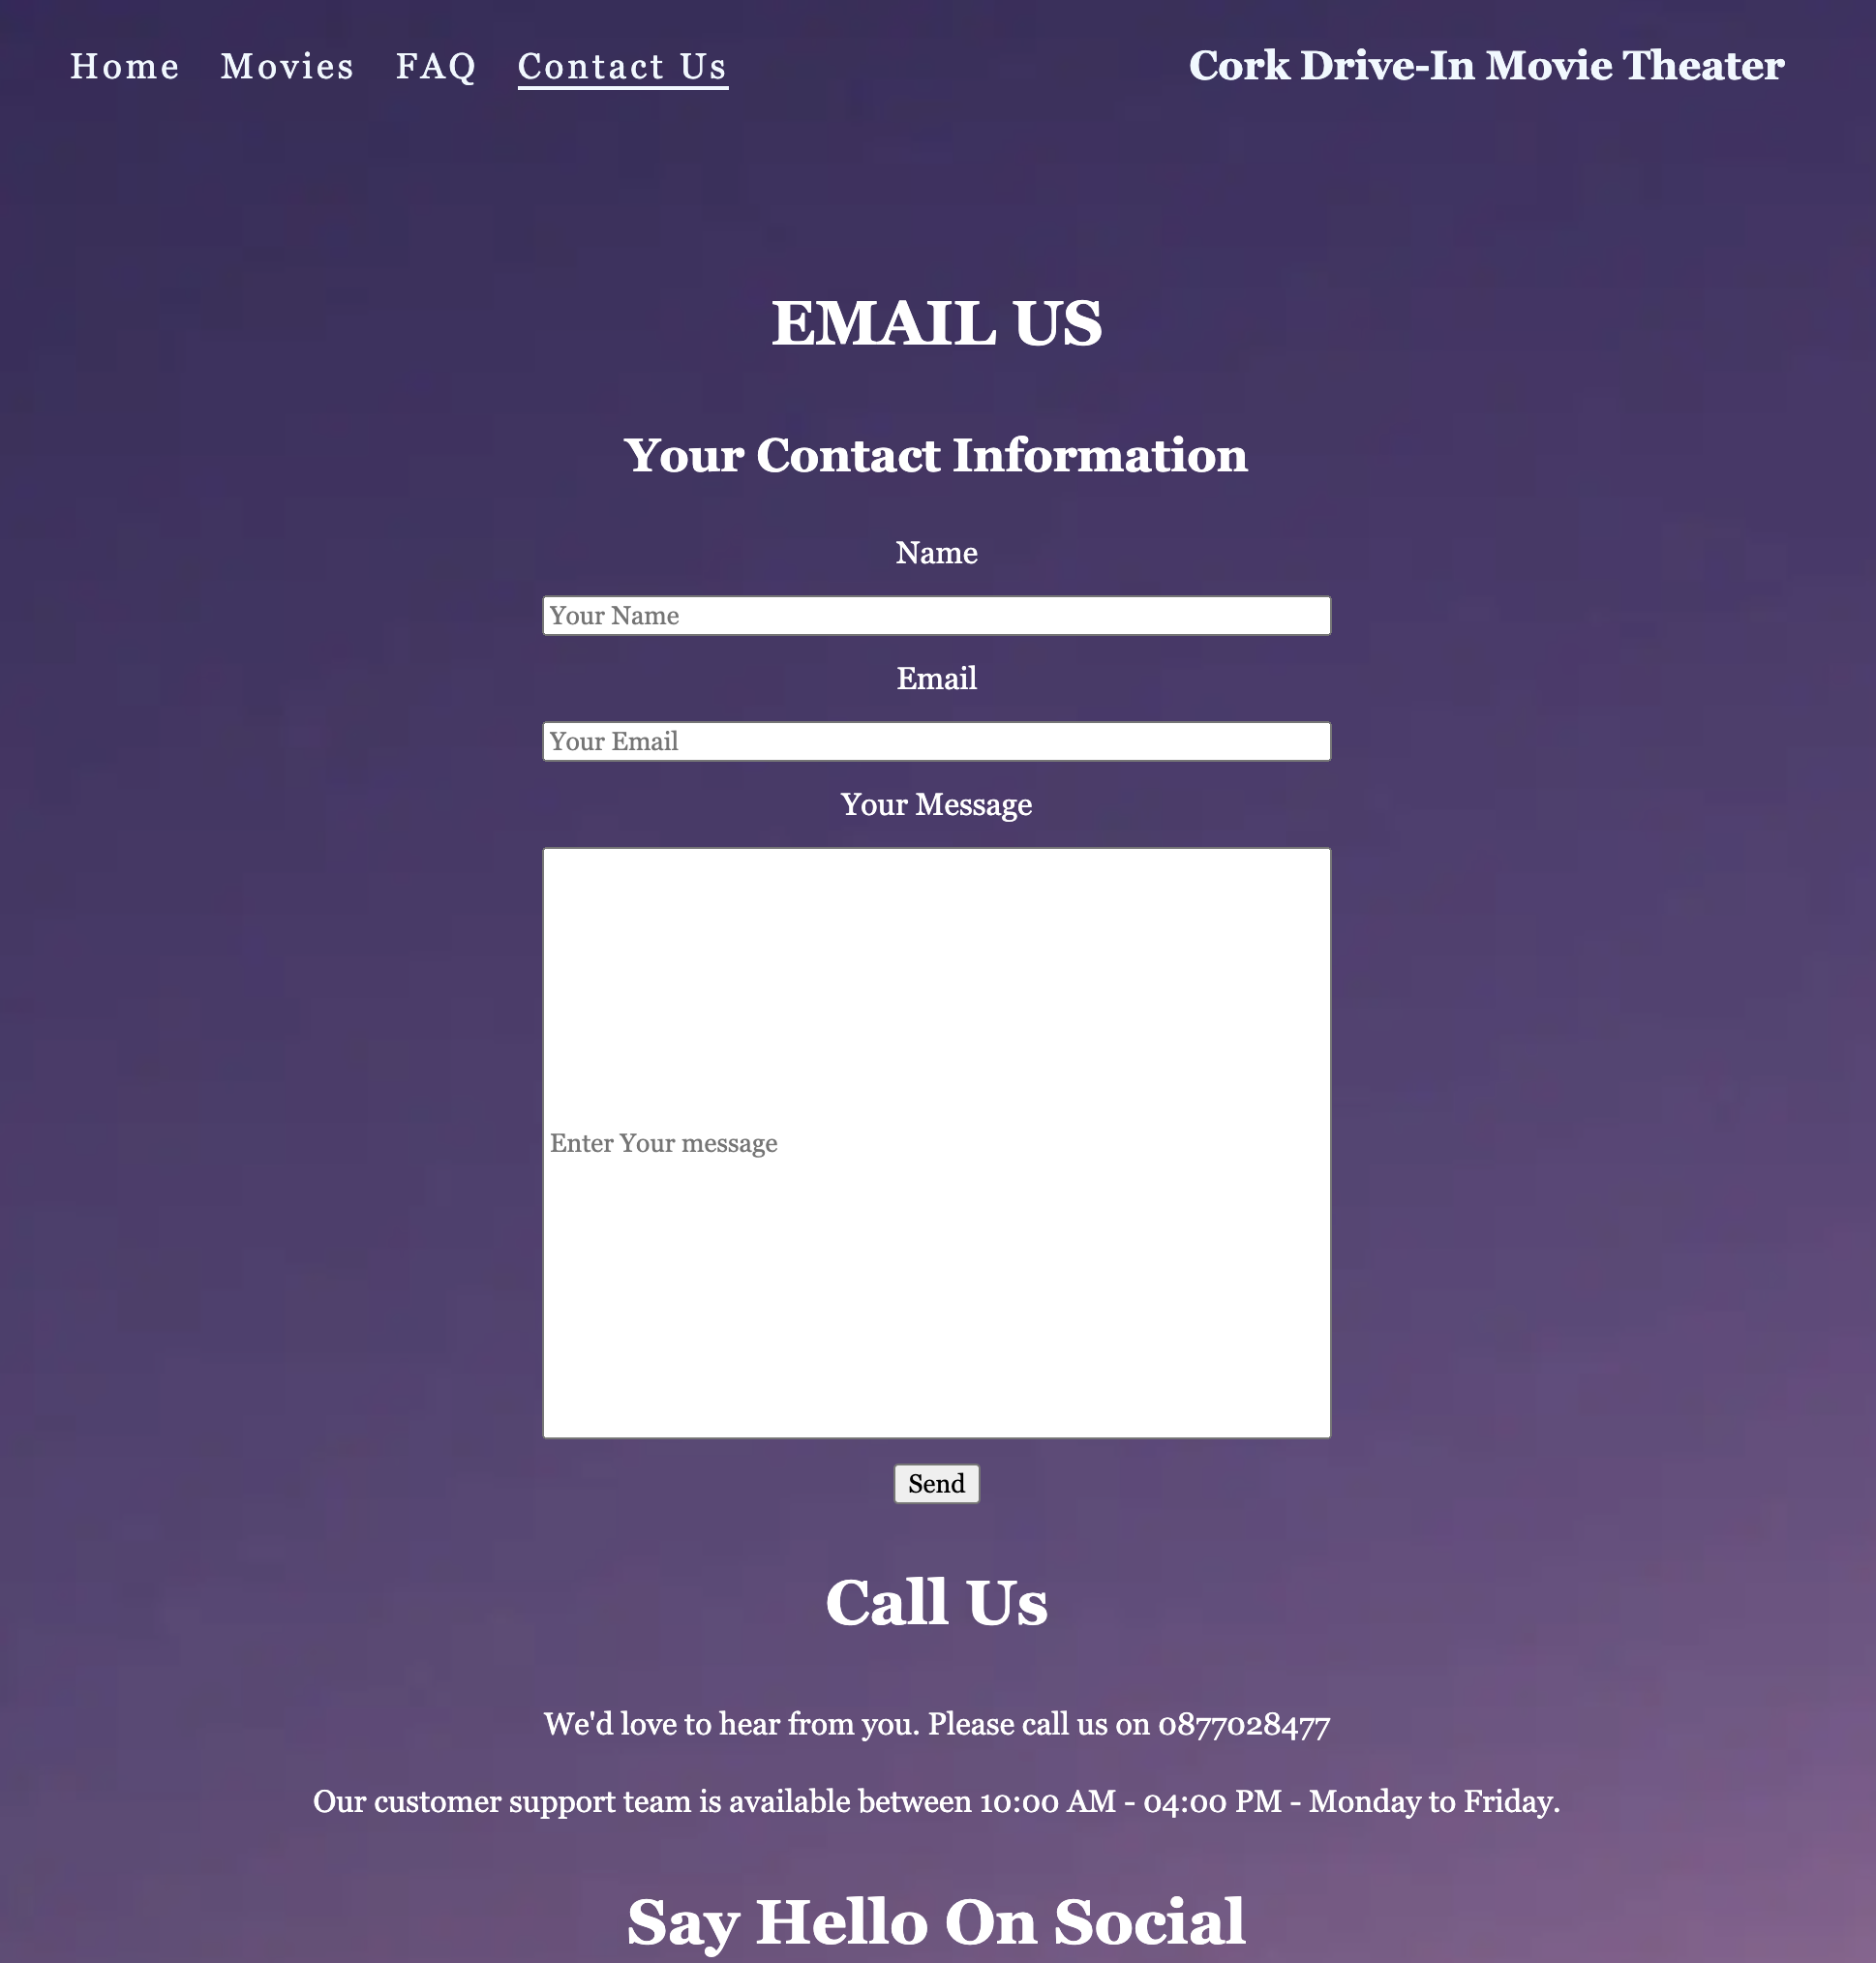 Home Movies FAQ Contact Us Cork Drive-In Movie Theater
EMAIL US
Your Contact Information
Name
Your Name
Email
Your Email
Your Message
Enter Your message
Send
Call Us
We'd love to hear from you. Please call us on 0877028477
Our customer support team is available between 10:00 AM - 04:00 PM - Monday to Friday.
Say Hello On Social